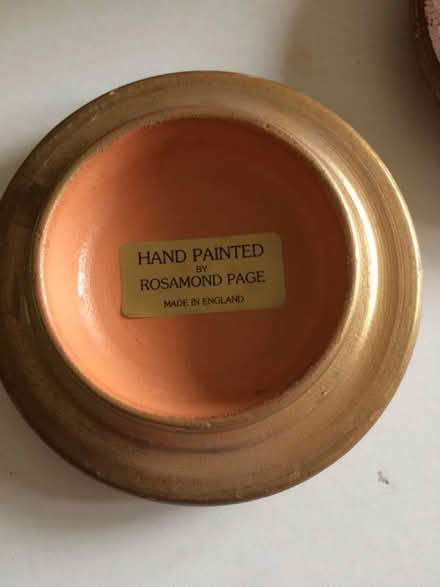 HAND PAINTED
BY
ROSAMOND PAGE
MADE IN ENGLAND